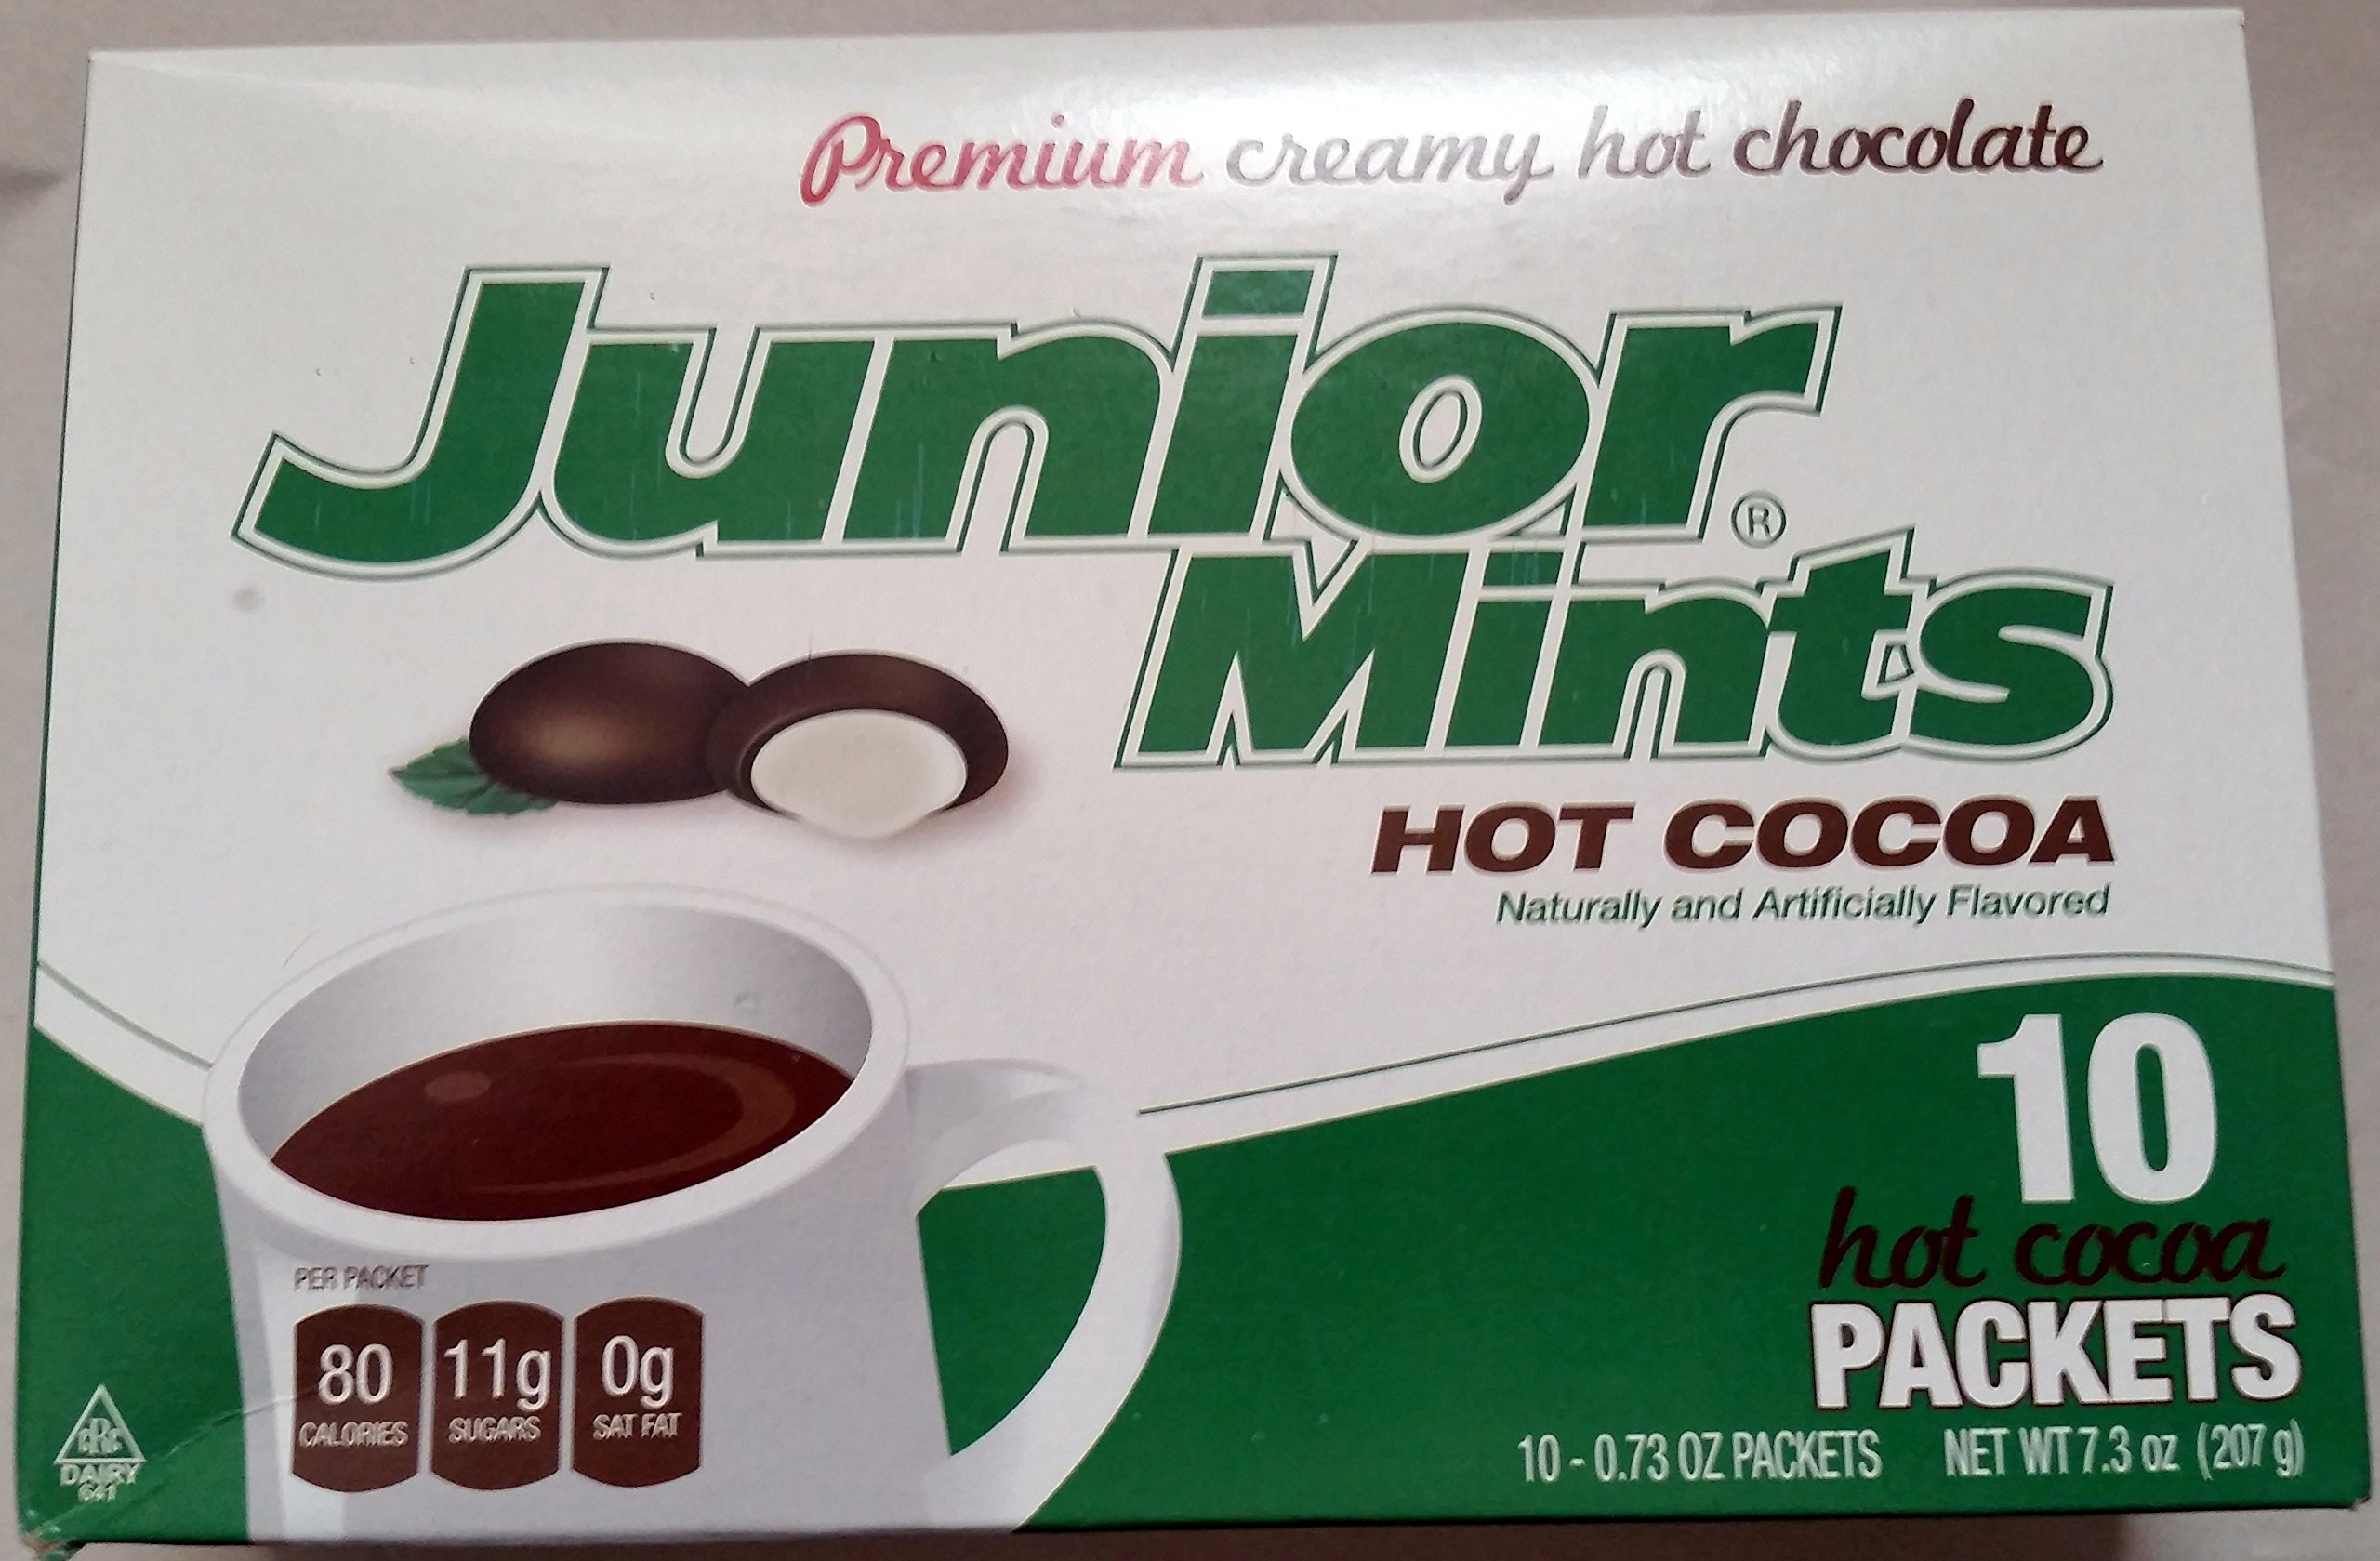 Premium creamy hot chocolate
Junior®
Mints
HOT COCOA
Naturally and Artificially Flavored
10
hot cocoa
PACKETS
10 - 0.73 OZ PACKETS NET WT 7.3 oz (207 g)
PER PACKET
80 11g 0g
CALORIES SUGARS SAT FAT
DAIRY